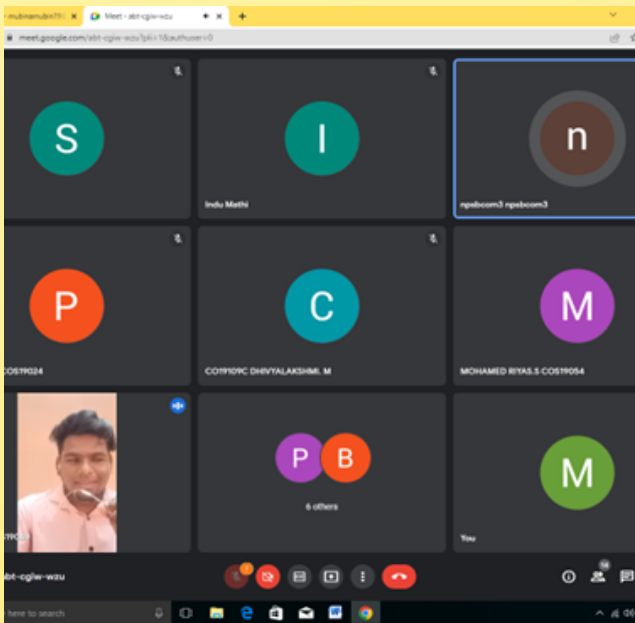 Meet - abt-cgiw-wzu
meet.google.com/abt-cgiw-wzu?pli=1&authuser=0
S
I
n
Indu Mathi
npsbcom3 npsbcom3
P
C
M
COS19024
CO19109C DHIVYALAKSHMI. M
MOHAMED RIYAS.S COS19054
P B
M
6 others
You
abt-cgiw-wzu
14
here to search